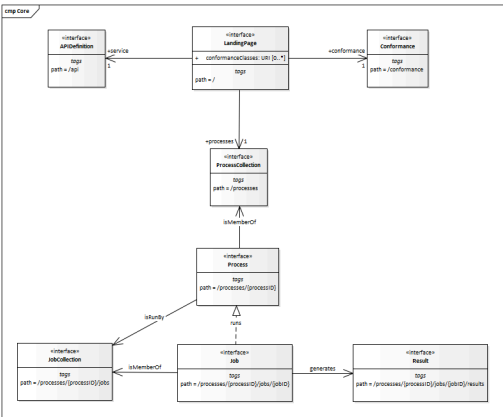 cmp Core
«interface»
APIDefinition
tags
path = /api
+service
1
«interface»
LandingPage
+ conformanceClasses: URI [0..*]
tags
path = /
+conformance
1
«interface»
Conformance
tags
path = /conformance
+processes
1
«interface»
ProcessCollection
tags
path = /processes
isMemberOf
«interface»
Process
tags
path = /processes/{processID}
isRunBy
runs
«interface»
JobCollection
tags
path = /processes/{processID}/jobs
isMemberOf
«interface»
Job
tags
path = /processes/{processID}/jobs/{jobID}
generates
«interface»
Result
tags
path = /processes/{processID}/jobs/{jobID}/results